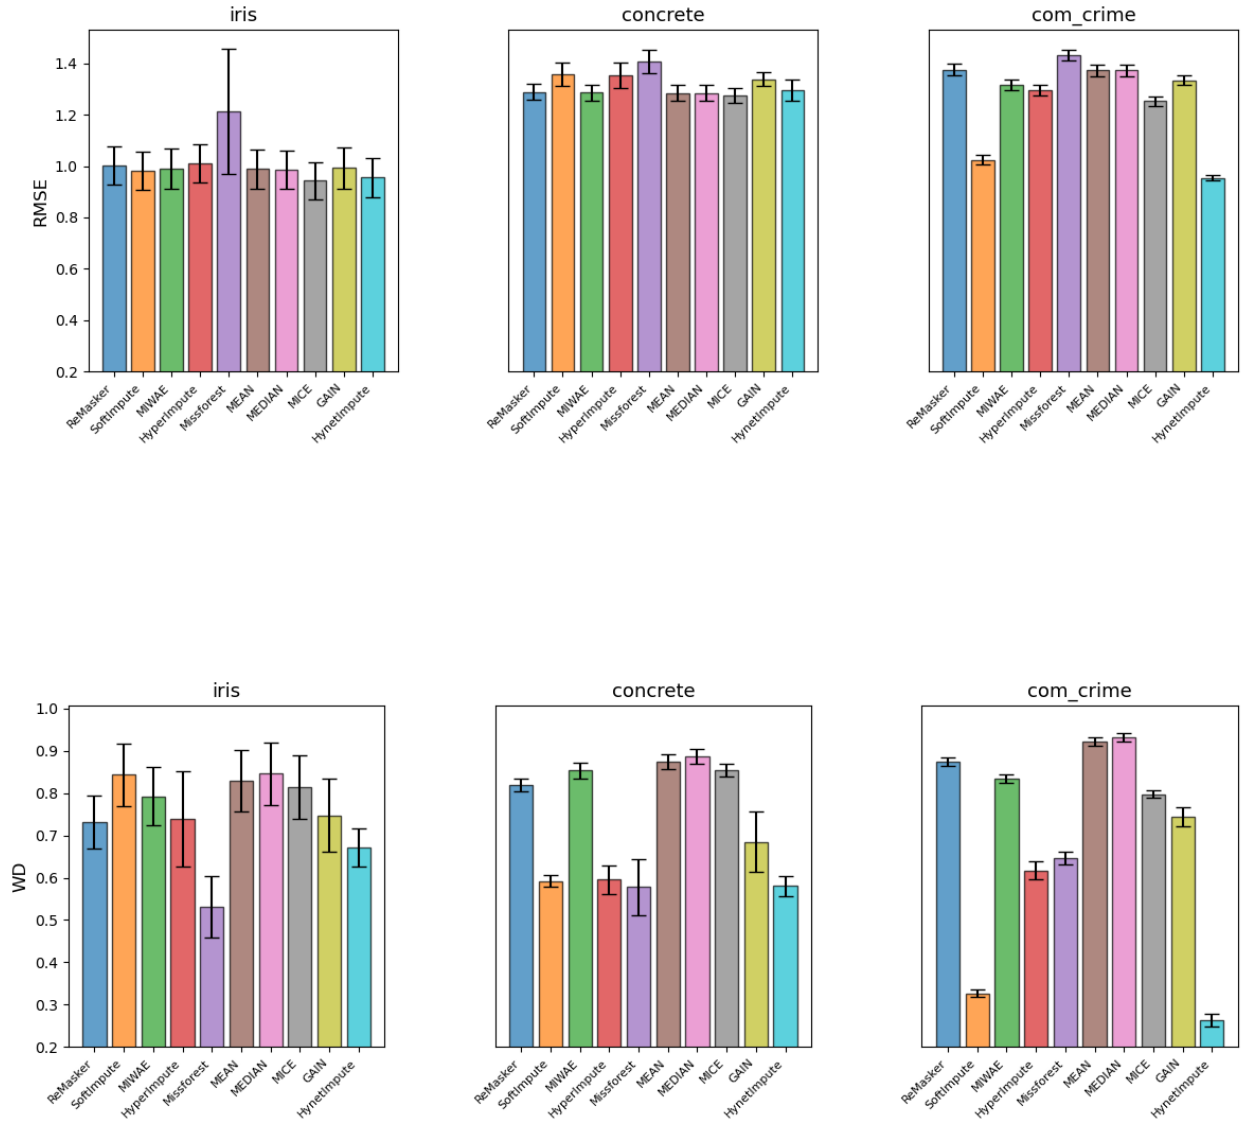 iris
concrete
com_crime
RMSE
1.4
1.2
1.0
0.8
0.6
0.4
0.2
ReMasker
SoftImpute
MIWAE
HyperImpute
Missforest
MEAN
MEDIAN
MICE
GAIN
HynetImpute
ReMasker
SoftImpute
MIWAE
HyperImpute
Missforest
MEAN
MEDIAN
MICE
GAIN
HynetImpute
ReMasker
SoftImpute
MIWAE
HyperImpute
Missforest
MEAN
MEDIAN
MICE
GAIN
HynetImpute
iris
concrete
com_crime
WD
1.0
0.9
0.8
0.7
0.6
0.5
0.4
0.3
0.2
ReMasker
SoftImpute
MIWAE
HyperImpute
Missforest
MEAN
MEDIAN
MICE
GAIN
HynetImpute
ReMasker
SoftImpute
MIWAE
HyperImpute
Missforest
MEAN
MEDIAN
MICE
GAIN
HynetImpute
ReMasker
SoftImpute
MIWAE
HyperImpute
Missforest
MEAN
MEDIAN
MICE
GAIN
HynetImpute